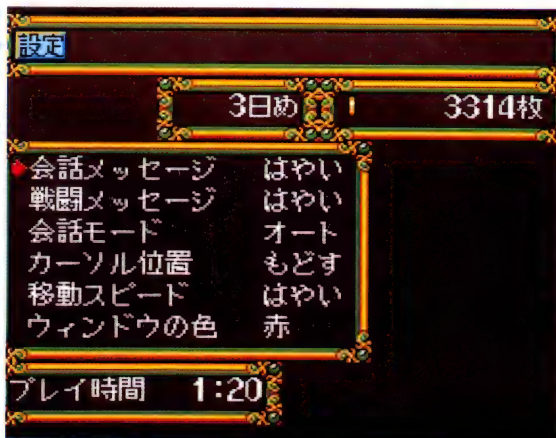 設定
3日め 3314枚
会話メッセージ はやい
戦闘メッセージ はやい
会話モード オート
カーソル位置 もどす
移動スピード はやい
ウィンドウの色 赤
プレイ時間 1:20